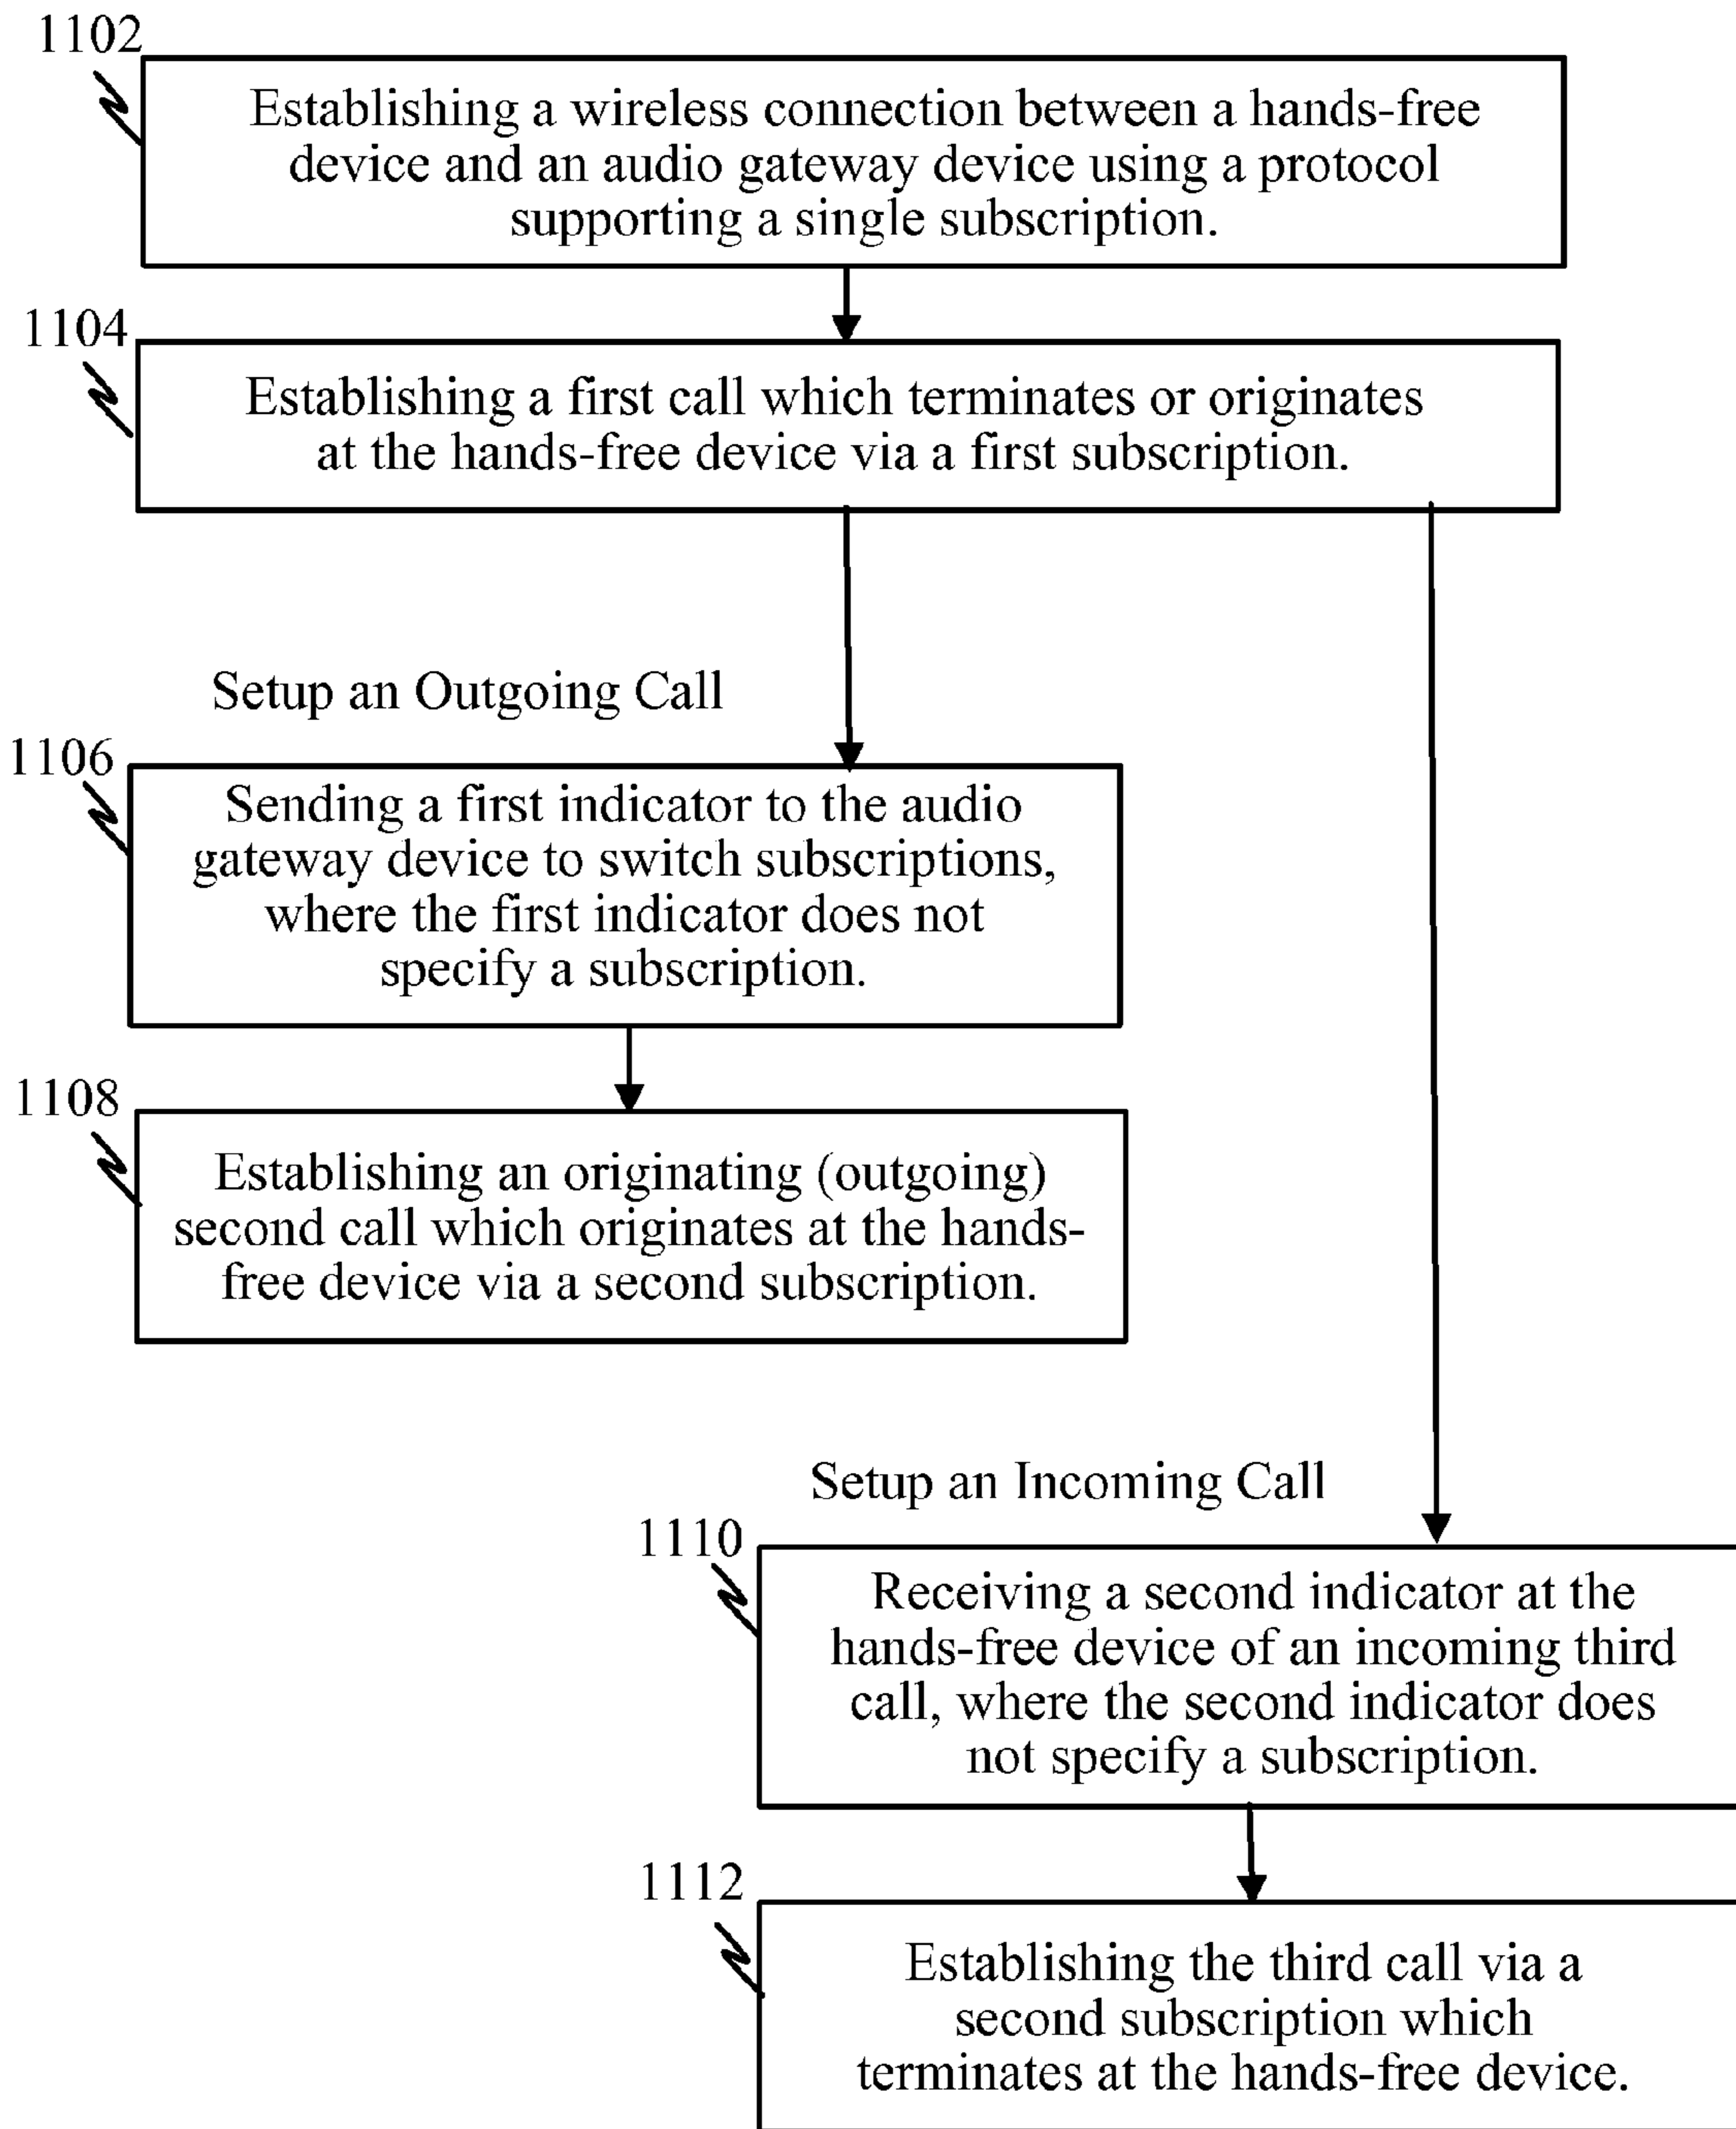 1102
Establishing a wireless connection between a hands-free
device and an audio gateway device using a protocol
supporting a single subscription.
1104
Establishing a first call which terminates or originates
at the hands-free device via a first subscription.
Setup an Outgoing Call
1106
Sending a first indicator to the audio
gateway device to switch subscriptions,
where the first indicator does not
specify a subscription.
1108
Establishing an originating (outgoing)
second call which originates at the hands-
free device via a second subscription.
Setup an Incoming Call
1110
Receiving a second indicator at the
hands-free device of an incoming third
call, where the second indicator does
not specify a subscription.
1112
Establishing the third call via a
second subscription which
terminates at the hands-free device.